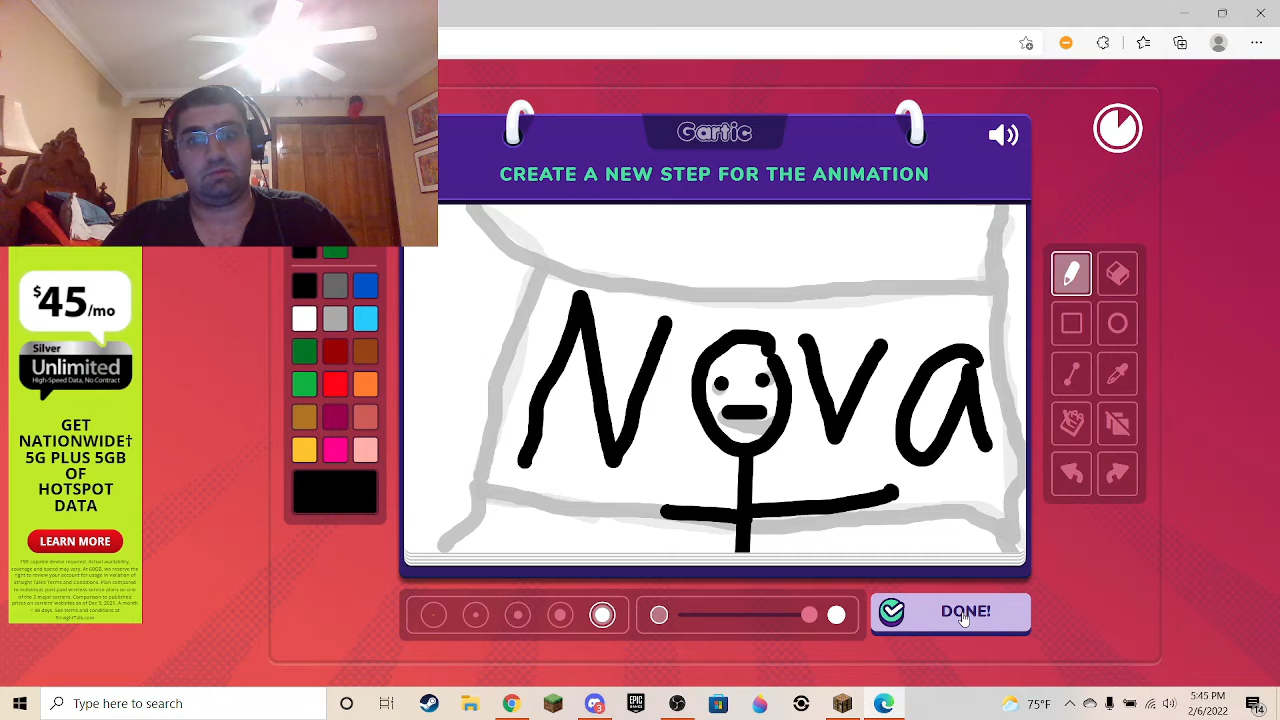 Gartic
CREATE A NEW STEP FOR THE ANIMATION
Nova
$45/mo
Silver
Unlimited
High-Speed Data, No Contract
GET
NATIONWIDE†
5G PLUS 5GB
OF
HOTSPOT
DATA
LEARN MORE
DONE!
Type here to search
3
75°F
5:45 PM
2/6/2022
14